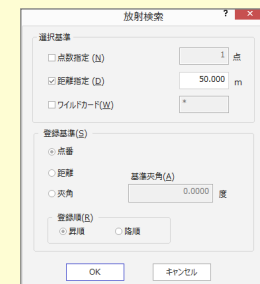 放射検索 ? ×
選択基準
点数指定 (N) 1 点
距離指定 (D) 50.000 m
ワイルドカード(W) *
登録基準(S)
点番
距離 基準夾角(A)
夾角 0.0000 度
登録順(R)
昇順 降順
OK キャンセル